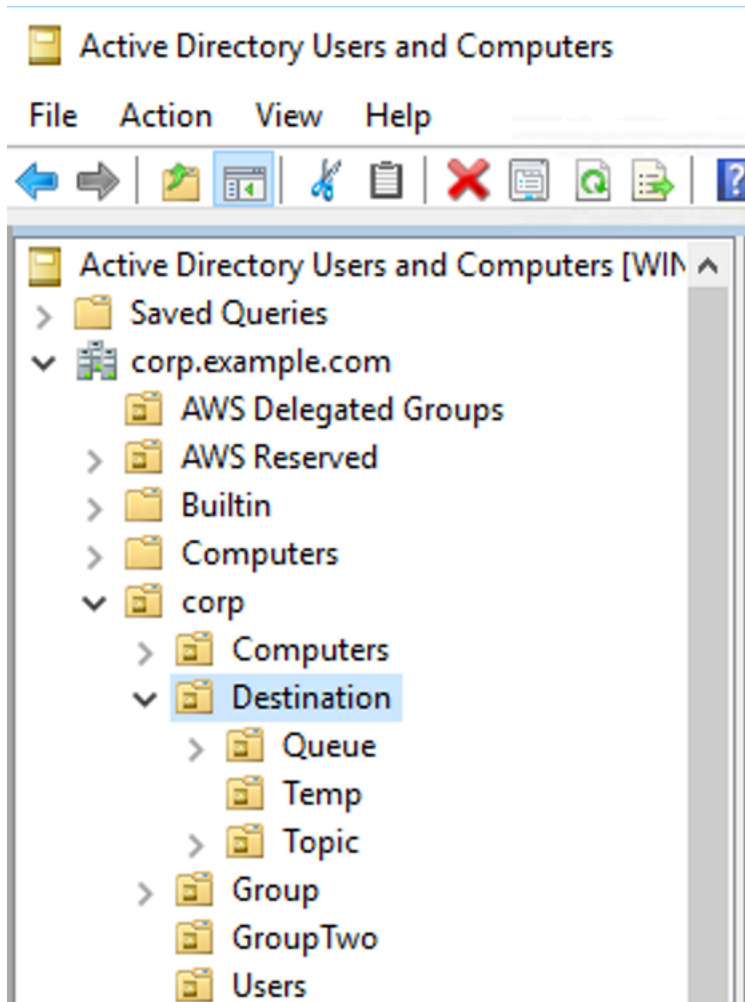 Active Directory Users and Computers
File Action View Help
?
Active Directory Users and Computers [WIN
Saved Queries
corp.example.com
AWS Delegated Groups
AWS Reserved
Builtin
Computers
corp
Computers
Destination
Queue
Temp
Topic
Group
GroupTwo
Users